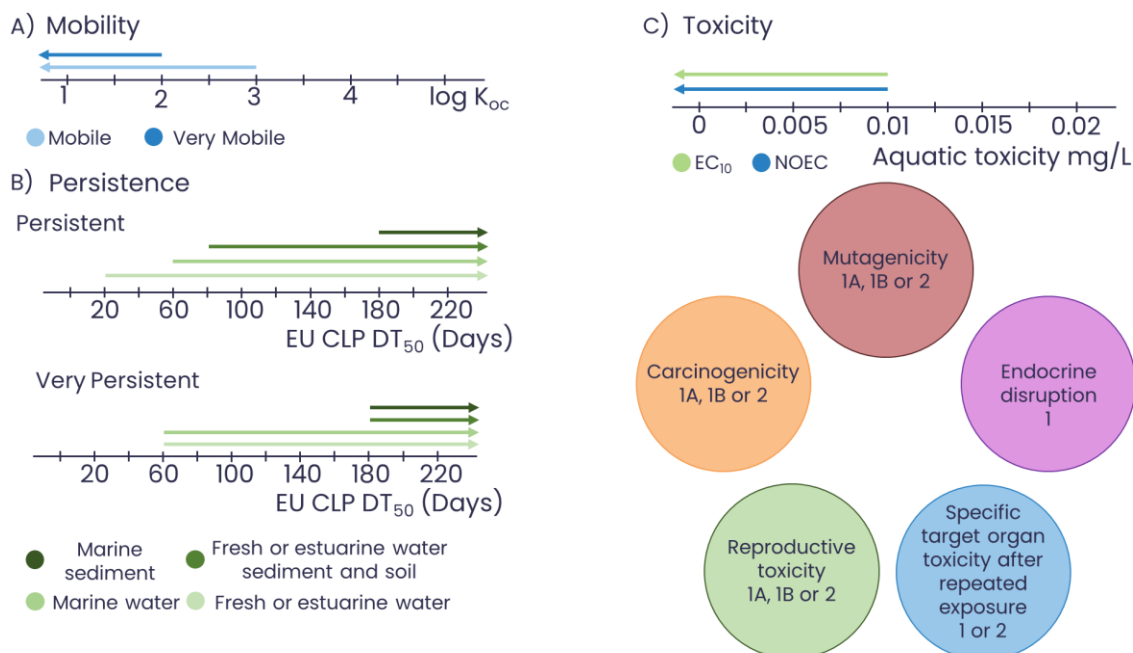 A) Mobility
1 2 3 4 log Koc
Mobile Very Mobile
B) Persistence
Persistent
20 60 100 140 180 220
EU CLP DT50 (Days)
Very Persistent
20 60 100 140 180 220
EU CLP DT50 (Days)
Marine
sediment
Fresh or estuarine water
sediment and soil
Marine water
Fresh or estuarine water
C) Toxicity
0 0.005 0.01 0.015 0.02
Aquatic toxicity mg/L
EC10 NOEC
Mutagenicity
1A, 1B or 2
Carcinogenicity
1A, 1B or 2
Endocrine
disruption
1
Reproductive
toxicity
1A, 1B or 2
Specific
target organ
toxicity after
repeated
exposure
1 or 2